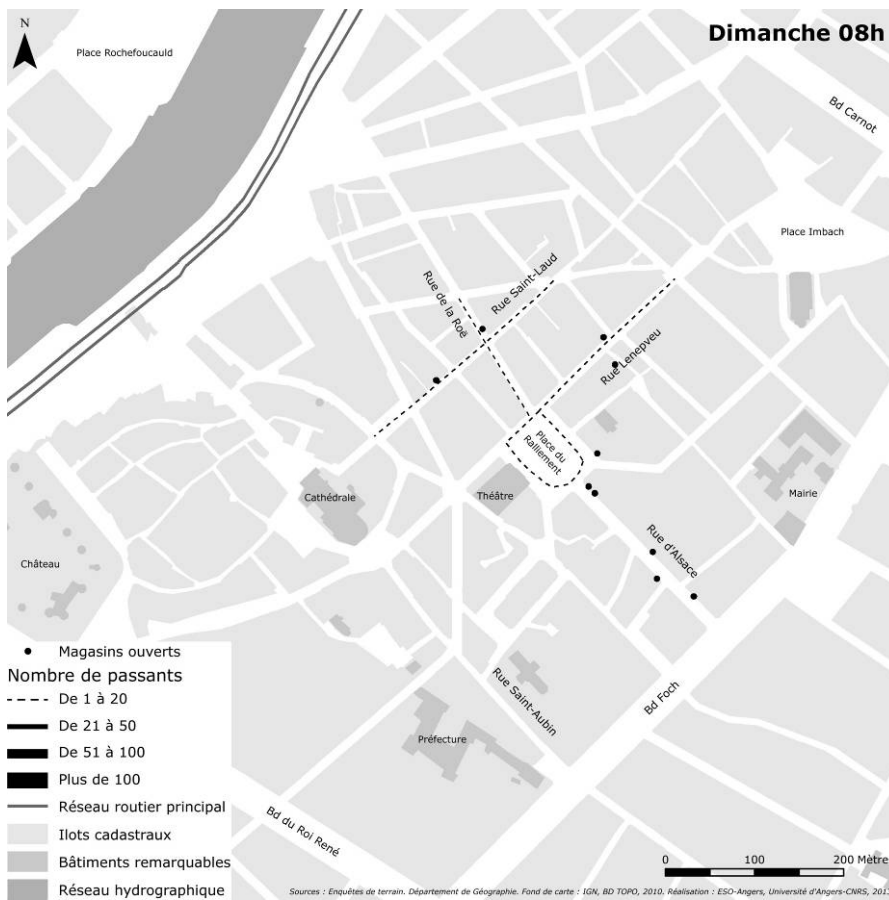 N
Dimanche 08h
Place Rochefoucauld
Bd Carnot
Place Imbach
Rue de la Roë
Rue Saint-Laud
Rue Lenepveu
Place du
Ralliement
Cathédrale
Théâtre
Mairie
Château
Rue d'Alsace
Rue Saint-Aubin
Bd Foch
Préfecture
Bd du Roi René
Magasins ouverts
Nombre de passants
De 1 à 20
De 21 à 50
De 51 à 100
Plus de 100
Réseau routier principal
Ilots cadastraux
Bâtiments remarquables
Réseau hydrographique
0 100 200 Mètre
Sources : Enquêtes de terrain. Département de Géographie. Fond de carte : IGN, BD TOPO, 2010. Réalisation : ESO-Angers, Université d'Angers-CNRS, 201